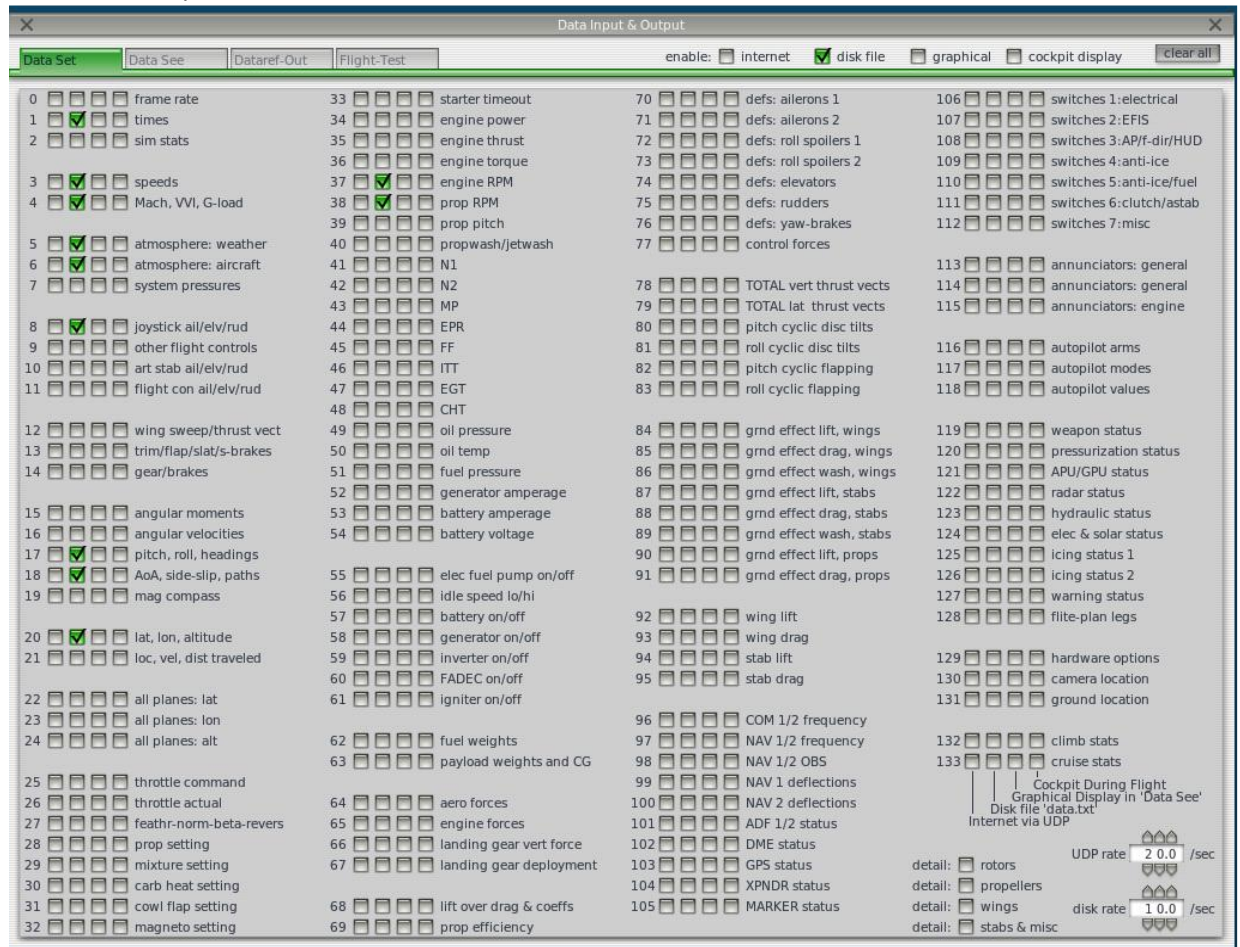 Data Input & Output
Data Set
Data See
Dataref-Out
Flight-Test
enable: internet disk file graphical cockpit display clear all
0 frame rate
1 times
2 sim stats
3 speeds
4 Mach, VVI, G-load
5 atmosphere: weather
6 atmosphere: aircraft
7 system pressures
8 joystick ail/elv/rud
9 other flight controls
10 art stab ail/elv/rud
11 flight con ail/elv/rud
12 wing sweep/thrust vect
13 trim/flap/slat/s-brakes
14 gear/brakes
15 angular moments
16 angular velocities
17 pitch, roll, headings
18 AoA, side-slip, paths
19 mag compass
20 lat, lon, altitude
21 loc, vel, dist traveled
22 all planes: lat
23 all planes: lon
24 all planes: alt
25 throttle command
26 throttle actual
27 feathr-norm-beta-revers
28 prop setting
29 mixture setting
30 carb heat setting
31 cowl flap setting
32 magneto setting
33 starter timeout
34 engine power
35 engine thrust
36 engine torque
37 engine RPM
38 prop RPM
39 prop pitch
40 propwash/jetwash
41 N1
42 N2
43 MP
44 EPR
45 FF
46 ITT
47 EGT
48 CHT
49 oil pressure
50 oil temp
51 fuel pressure
52 generator amperage
53 battery amperage
54 battery voltage
55 elec fuel pump on/off
56 idle speed lo/hi
57 battery on/off
58 generator on/off
59 inverter on/off
60 FADEC on/off
61 igniter on/off
62 fuel weights
63 payload weights and CG
64 aero forces
65 engine forces
66 landing gear vert force
67 landing gear deployment
68 lift over drag & coeffs
69 prop efficiency
70 defs: ailerons 1
71 defs: ailerons 2
72 defs: roll spoilers 1
73 defs: roll spoilers 2
74 defs: elevators
75 defs: rudders
76 defs: yaw-brakes
77 control forces
78 TOTAL vert thrust vects
79 TOTAL lat thrust vects
80 pitch cyclic disc tilts
81 roll cyclic disc tilts
82 pitch cyclic flapping
83 roll cyclic flapping
84 grnd effect lift, wings
85 grnd effect drag, wings
86 grnd effect wash, wings
87 grnd effect lift, stabs
88 grnd effect drag, stabs
89 grnd effect wash, stabs
90 grnd effect lift, props
91 grnd effect drag, props
92 wing lift
93 wing drag
94 stab lift
95 stab drag
96 COM 1/2 frequency
97 NAV 1/2 frequency
98 NAV 1/2 OBS
99 NAV 1 deflections
100 NAV 2 deflections
101 ADF 1/2 status
102 DME status
103 GPS status
104 XPNDR status
105 MARKER status
106 switches 1:electrical
107 switches 2:EFIS
108 switches 3:AP/f-dir/HUD
109 switches 4:anti-ice
110 switches 5:anti-ice/fuel
111 switches 6:clutch/astab
112 switches 7:misc
113 annunciators: general
114 annunciators: general
115 annunciators: engine
116 autopilot arms
117 autopilot modes
118 autopilot values
119 weapon status
120 pressurization status
121 APU/GPU status
122 radar status
123 hydraulic status
124 elec & solar status
125 icing status 1
126 icing status 2
127 warning status
128 flite-plan legs
129 hardware options
130 camera location
131 ground location
132 climb stats
133 cruise stats
Cockpit During Flight
Graphical Display in 'Data See'
Disk file 'data.txt'
Internet via UDP
UDP rate 2 0.0 /sec
detail: rotors
detail: propellers
detail: wings
disk rate 1 0.0 /sec
detail: stabs & misc